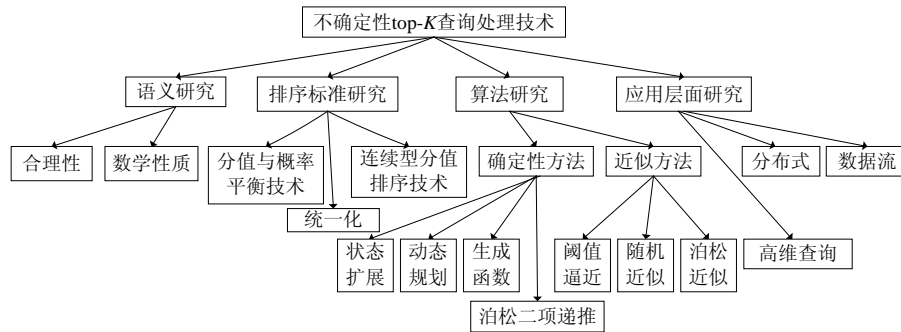 不确定性top-K查询处理技术
语义研究
排序标准研究
算法研究
应用层面研究
合理性
数学性质
分值与概率
平衡技术
连续型分值
排序技术
确定性方法
近似方法
分布式
数据流
统一化
状态
扩展
动态
规划
生成
函数
阈值
逼近
随机
近似
泊松
近似
高维查询
泊松二项递推